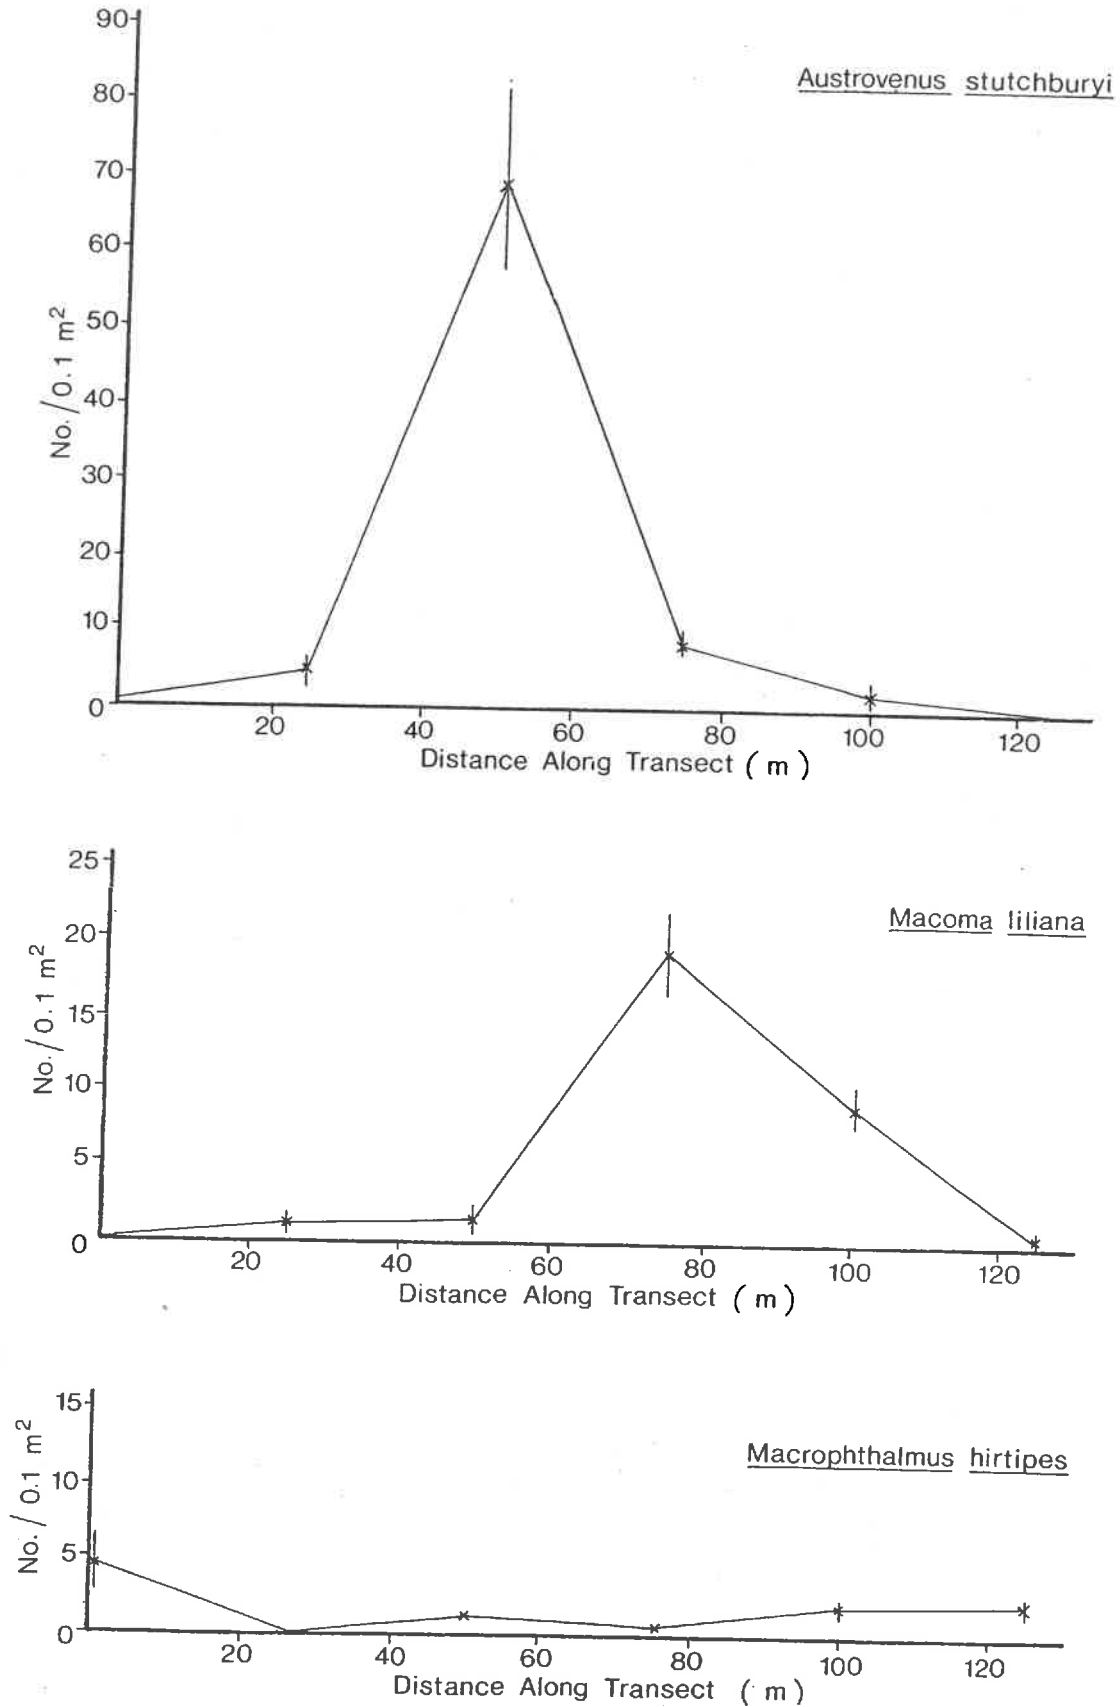 Austrovenus stutchburyi
90
80
70
60
50
40
30
20
10
0
No./0.1 m²
20 40 60 80 100 120
Distance Along Transect (m)
Macoma liliana
25
20
15
10
5
0
No./0.1 m²
20 40 60 80 100 120
Distance Along Transect (m)
Macrophthalmus hirtipes
15
10
5
0
No./0.1 m²
20 40 60 80 100 120
Distance Along Transect (m)